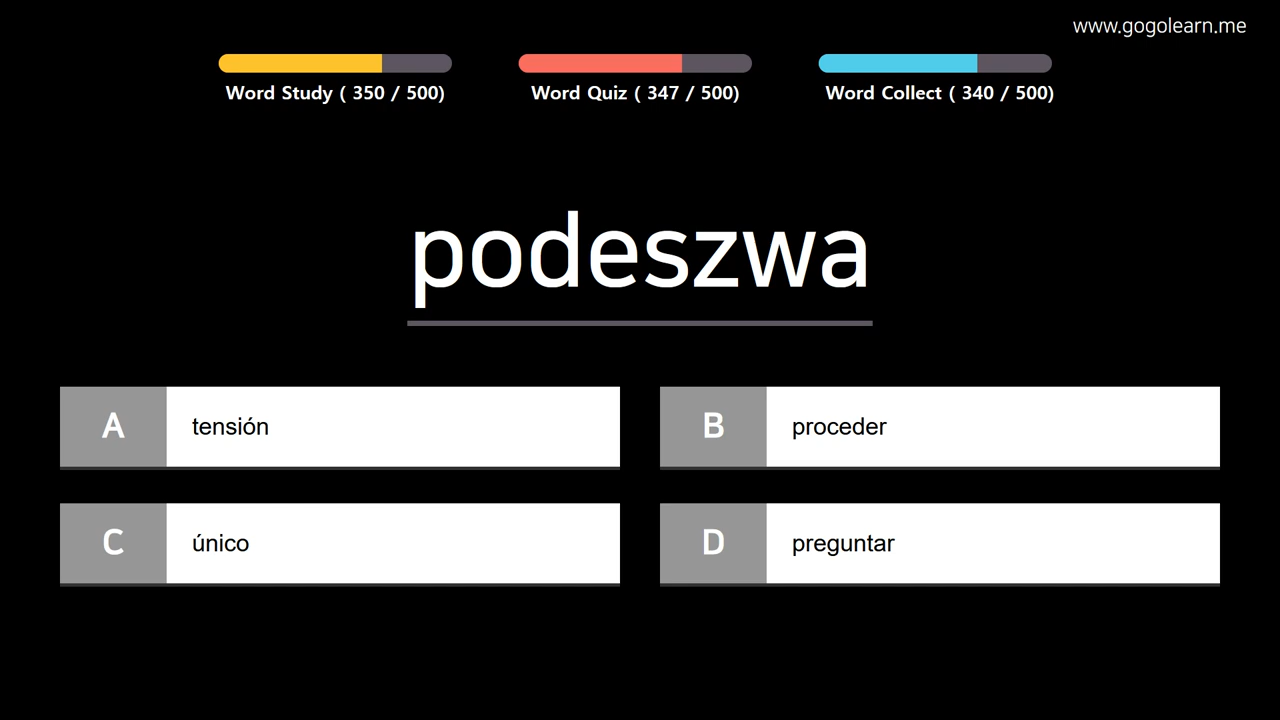 www.gogolearn.me
Word Study ( 350 / 500)
Word Quiz ( 347 / 500)
Word Collect ( 340 / 500)
podeszwa
A tensión
B proceder
C único
D preguntar